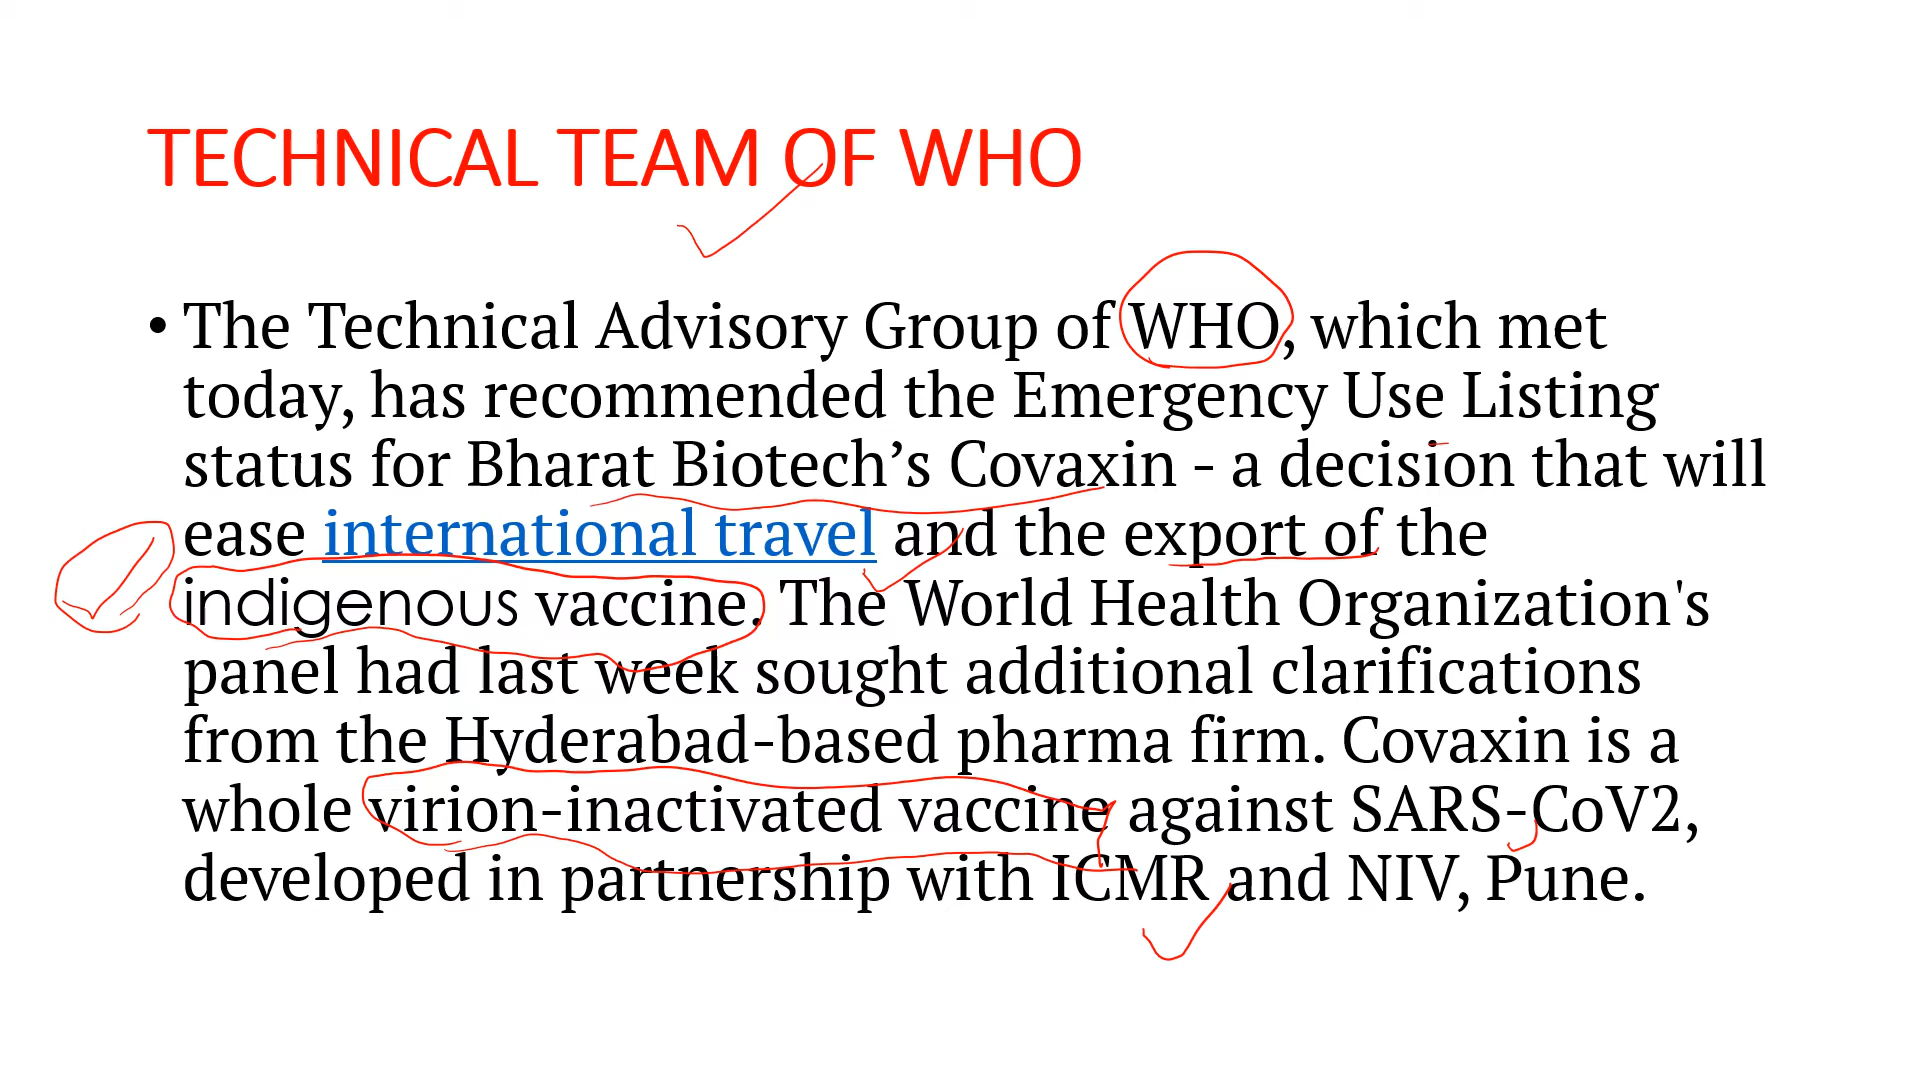 TECHNICAL TEAM OF WHO
• The Technical Advisory Group of WHO, which met
today, has recommended the Emergency Use Listing
status for Bharat Biotech’s Covaxin - a decision that will
ease international travel and the export of the
indigenous vaccine. The World Health Organization's
panel had last week sought additional clarifications
from the Hyderabad-based pharma firm. Covaxin is a
whole virion-inactivated vaccine against SARS-CoV2,
developed in partnership with ICMR and NIV, Pune.